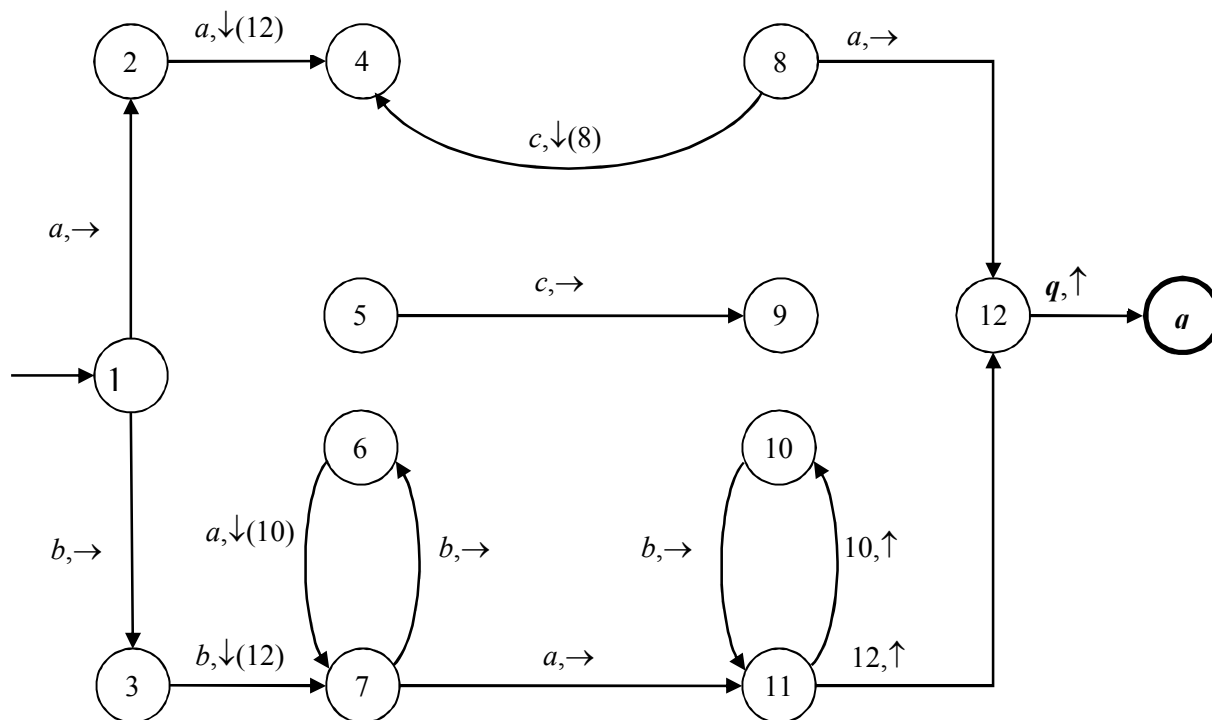 a,↓(12)
a,→
2
4
8
c,↓(8)
a,→
c,→
q,↑
5
9
12
q
1
6
10
a,↓(10)
b,→
b,→
b,→
10,↑
b,↓(12)
a,→
12,↑
3
7
11